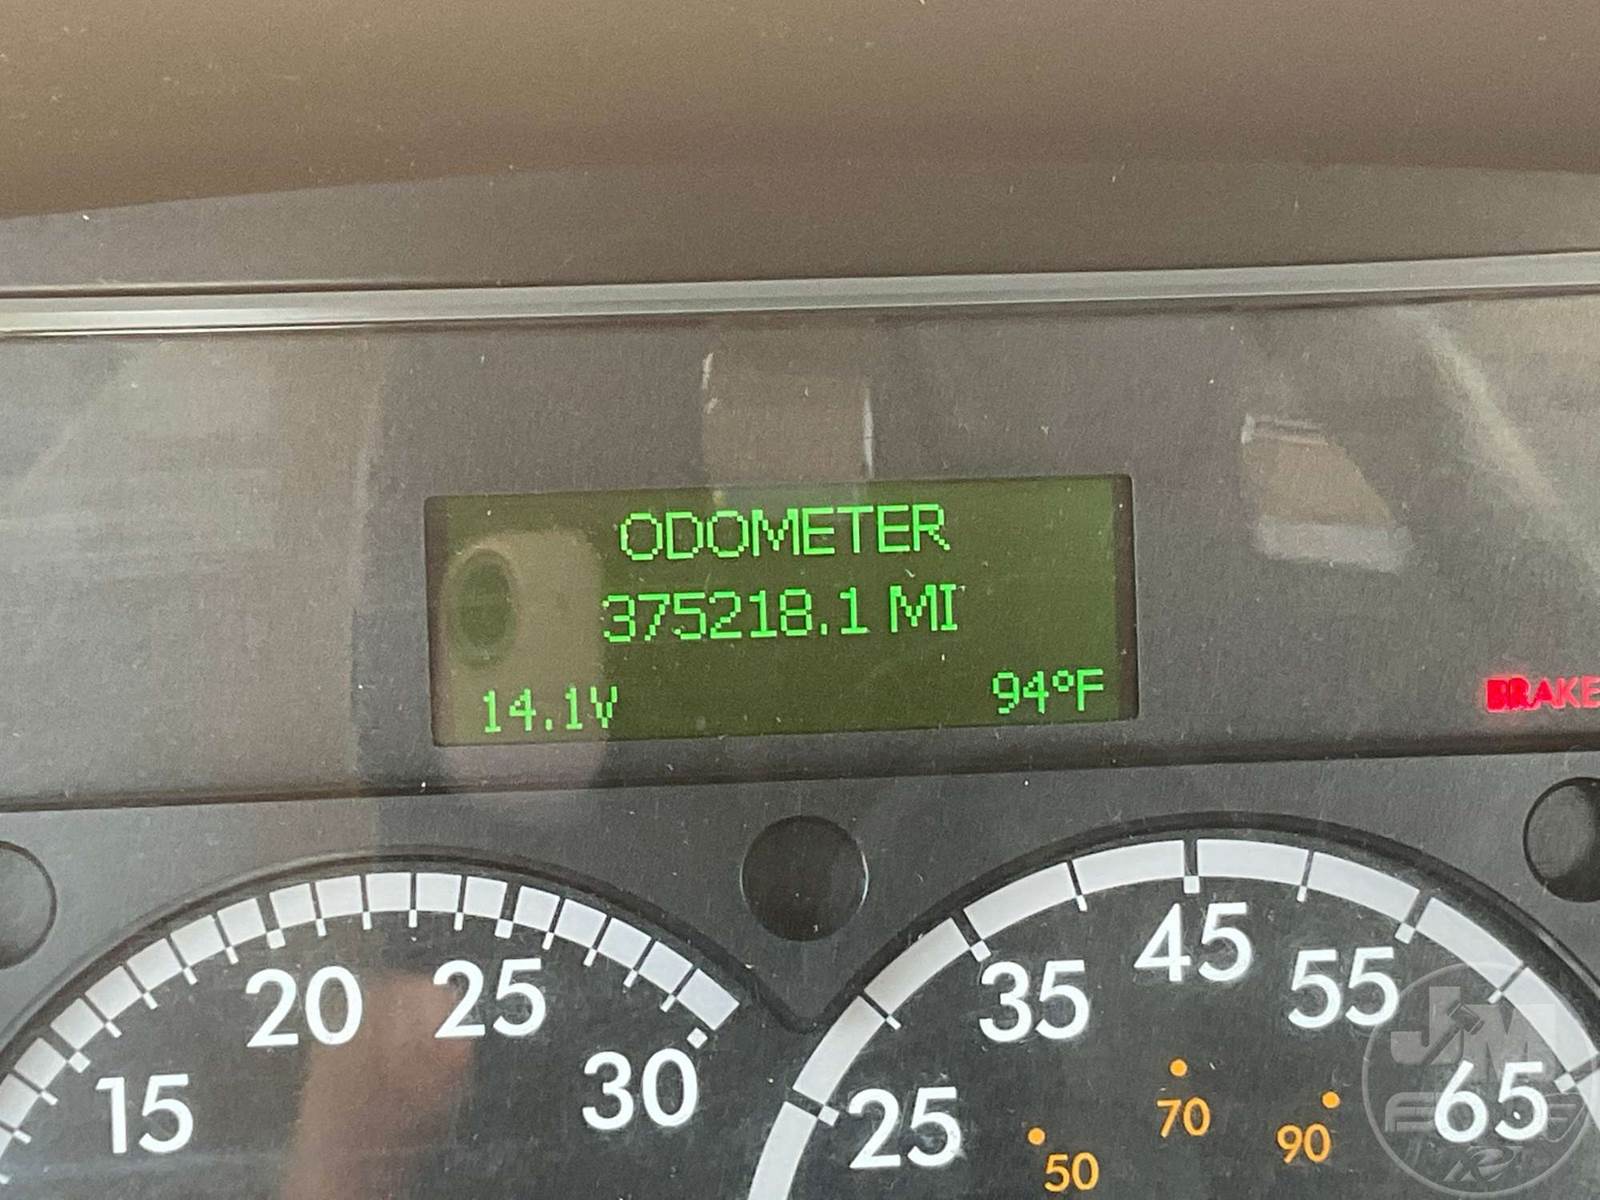 ODOMETER
375218.1 MI
14.1V 94°F
BRAKE
15 20 25 30
25 35 45 55 65
50 70 90
J&M